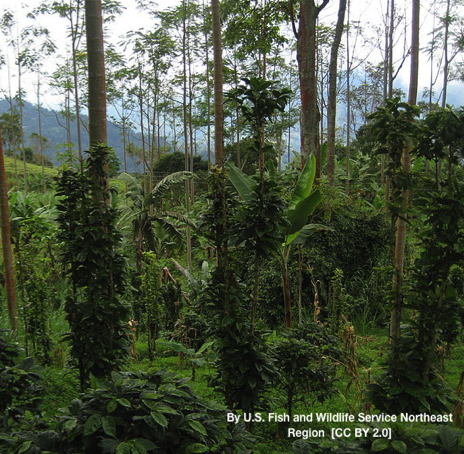 By U.S. Fish and Wildlife Service Northeast
Region [CC BY 2.0]